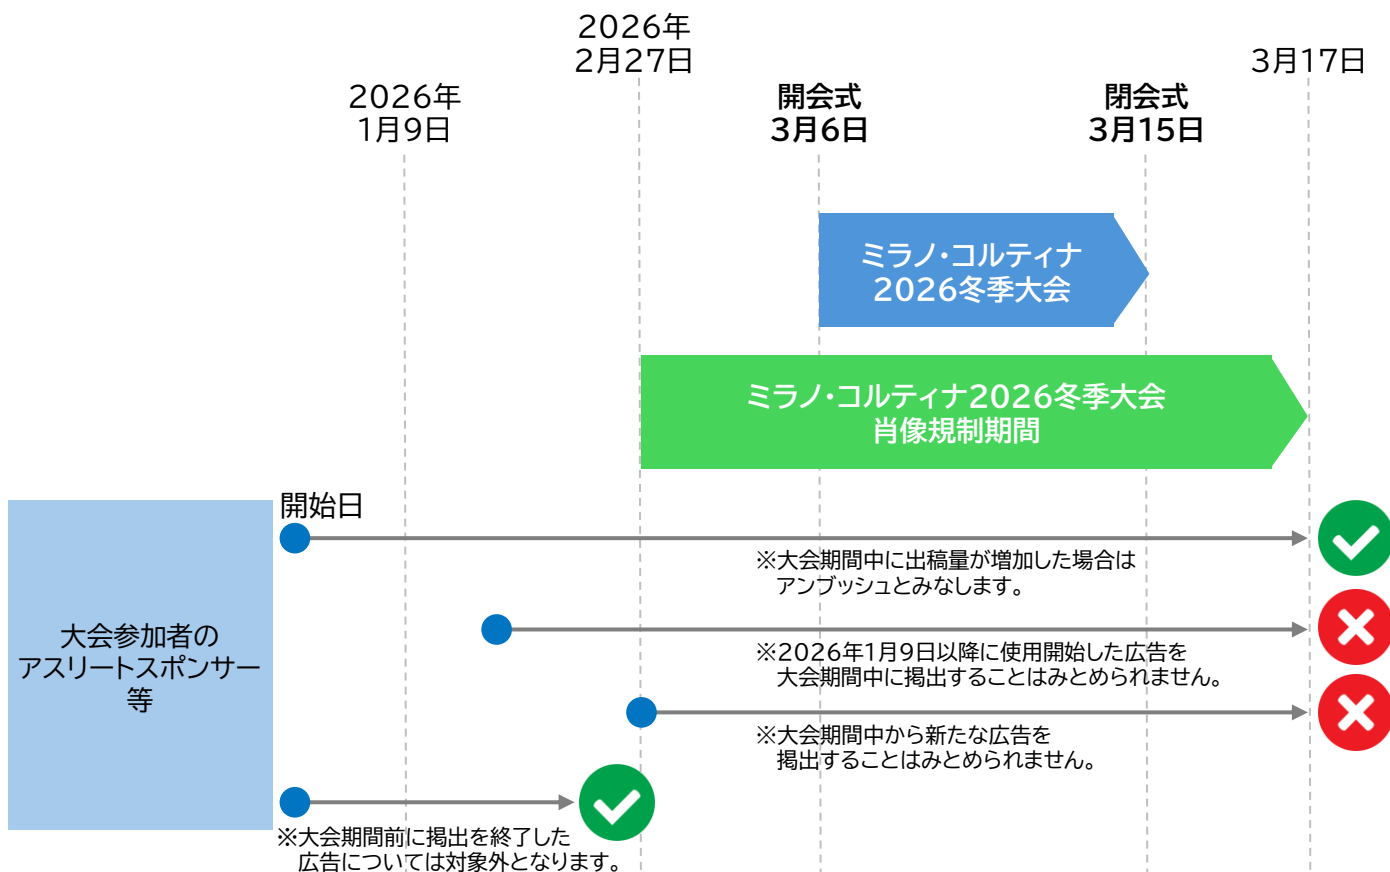 2026年
2月27日
3月17日
2026年
1月9日
開会式
3月6日
閉会式
3月15日
ミラノ・コルティナ
2026冬季大会
ミラノ・コルティナ2026冬季大会
肖像規制期間
開始日
※大会期間中に出稿量が増加した場合は
アンブッシュとみなします。
大会参加者の
アスリートスポンサー
等
※2026年1月9日以降に使用開始した広告を
大会期間中に掲出することはみとめられません。
※大会期間中から新たな広告を
掲出することはみとめられません。
※大会期間前に掲出を終了した
広告については対象外となります。